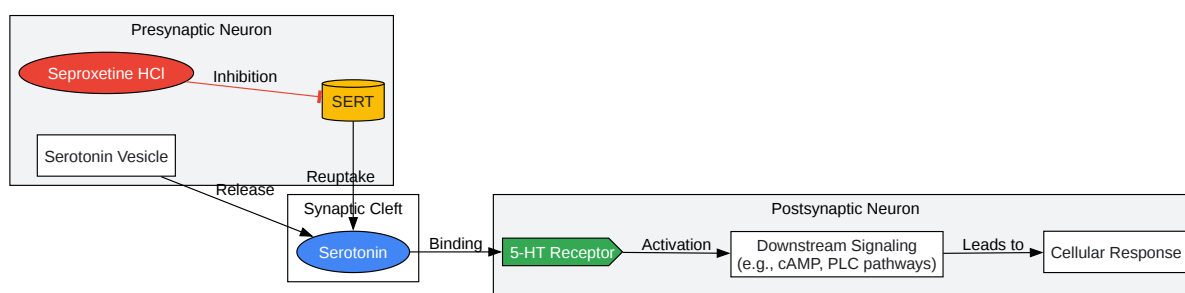 Presynaptic Neuron
Seproxetine HCl
Inhibition
SERT
Serotonin Vesicle
Release
Reuptake
Synaptic Cleft
Serotonin
Binding
Postsynaptic Neuron
5-HT Receptor
Activation
Downstream Signaling
(e.g., cAMP, PLC pathways)
Leads to
Cellular Response